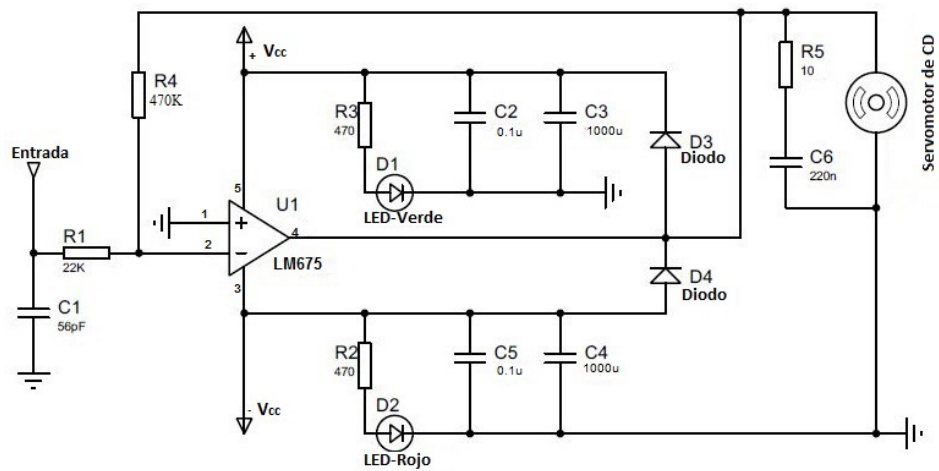 + Vcc
R4
470K
R5
10
Servomotor de CD
Entrada
R3
470
C2
0.1u
C3
1000u
D3
Diodo
C6
220n
D1
LED-Verde
5
1
U1
R1
22K
2
4
LM675
3
D4
Diodo
C1
56pF
R2
470
C5
0.1u
C4
1000u
- Vcc
D2
LED-Rojo